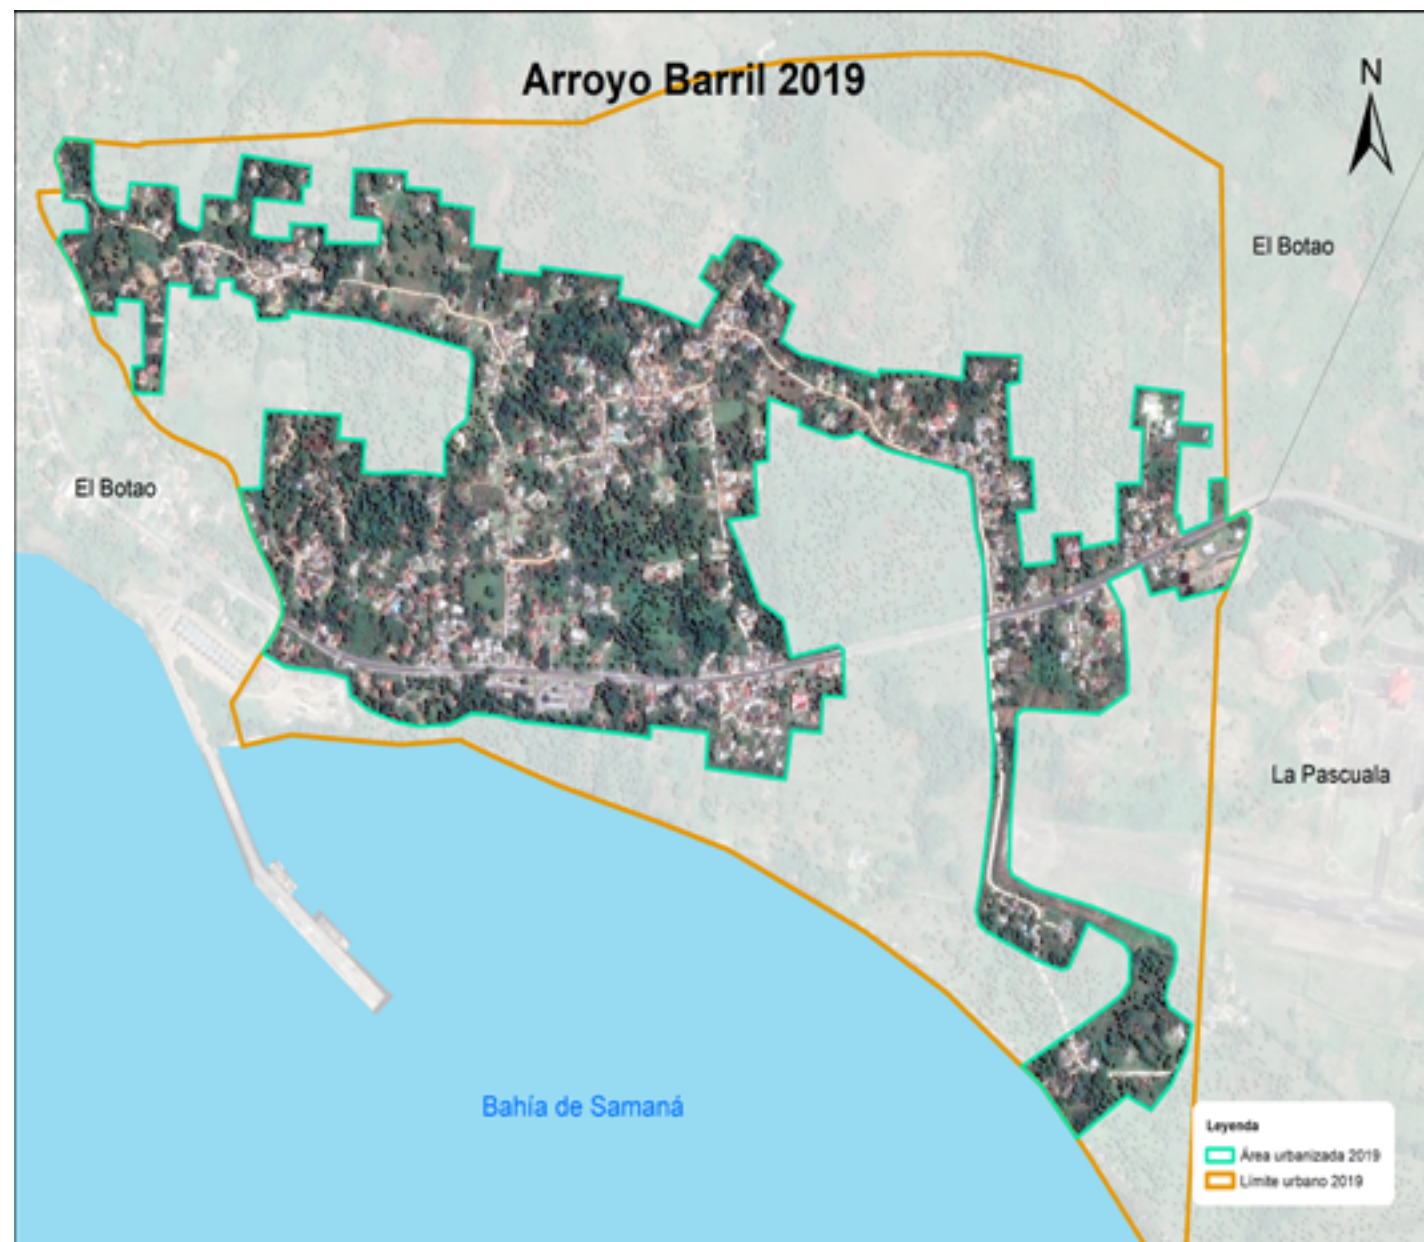 Arroyo Barril 2019
N
El Botao
El Botao
La Pascuala
Bahía de Samaná
Leyenda
Área urbanizada 2019
Límite urbano 2019